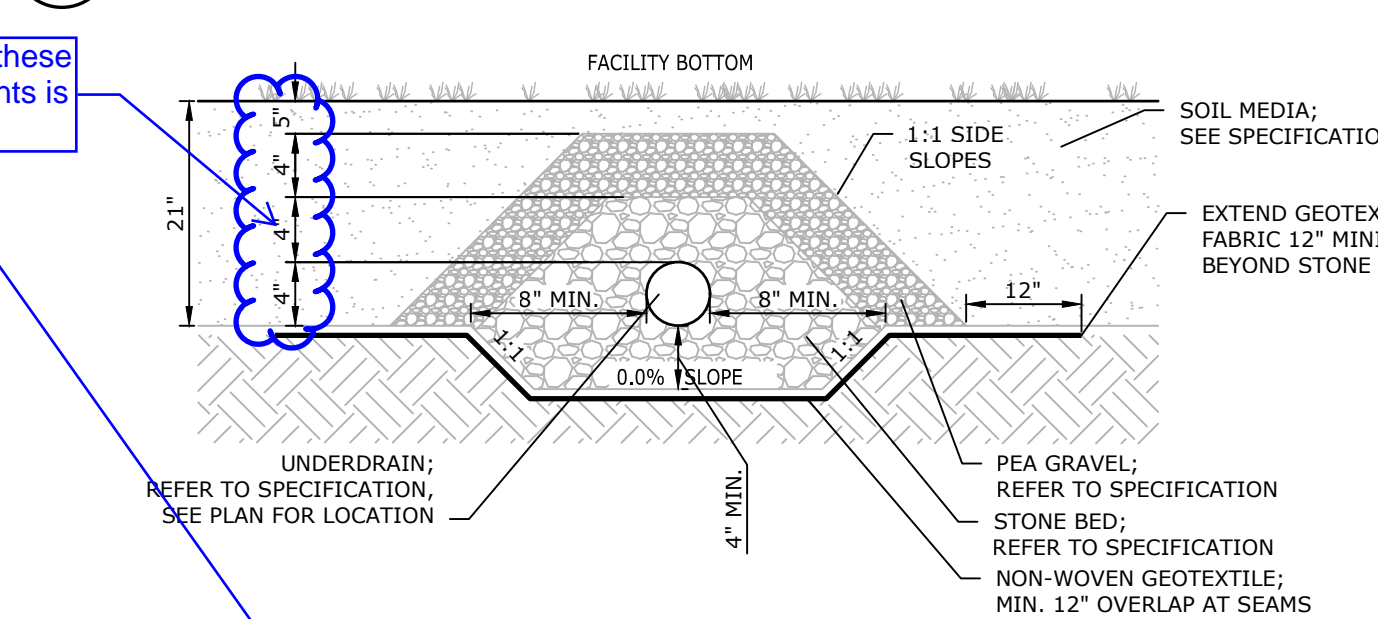 these
nts is
FACILITY BOTTOM
5"
4"
4"
4"
21"
1:1 SIDE
SLOPES
SOIL MEDIA;
SEE SPECIFICATIO
EXTEND GEOTEX
FABRIC 12" MINI
BEYOND STONE
8" MIN.
8" MIN.
12"
1:1
1:1
0.0% SLOPE
4" MIN.
UNDERDRAIN;
REFER TO SPECIFICATION,
SEE PLAN FOR LOCATION
PEA GRAVEL;
REFER TO SPECIFICATION
STONE BED;
REFER TO SPECIFICATION
NON-WOVEN GEOTEXTILE;
MIN. 12" OVERLAP AT SEAMS